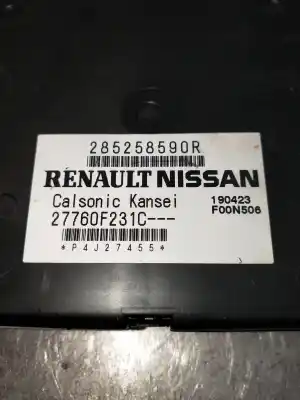 285258590R
RENAULT NISSAN
Calsonic Kansei 190423
27760F231C--- F00N506
*P4J27455*